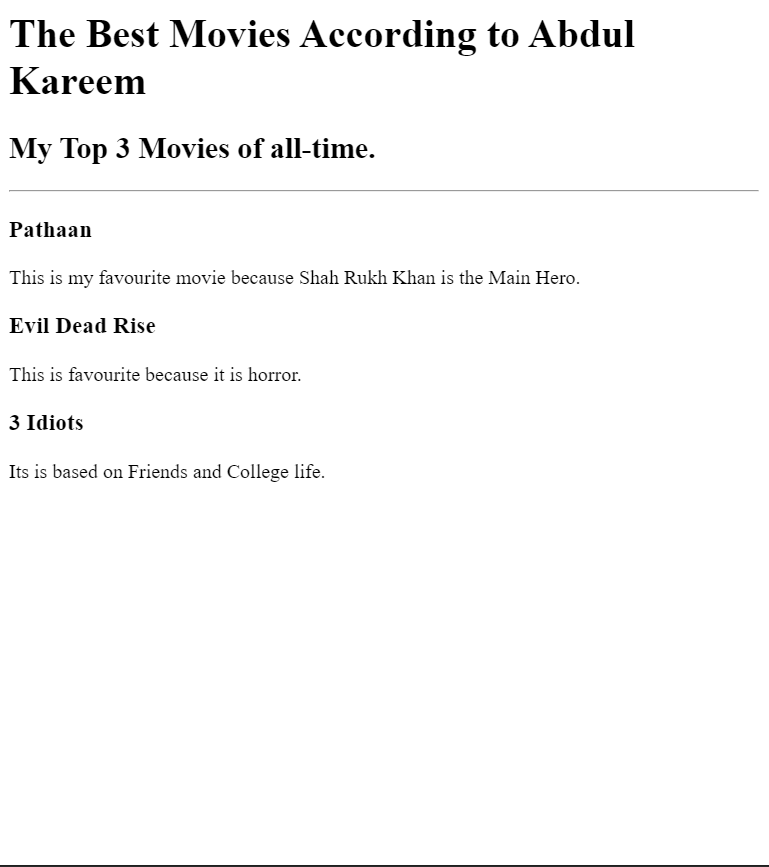 The Best Movies According to Abdul
Kareem
My Top 3 Movies of all-time.
Pathaan
This is my favourite movie because Shah Rukh Khan is the Main Hero.
Evil Dead Rise
This is favourite because it is horror.
3 Idiots
Its is based on Friends and College life.